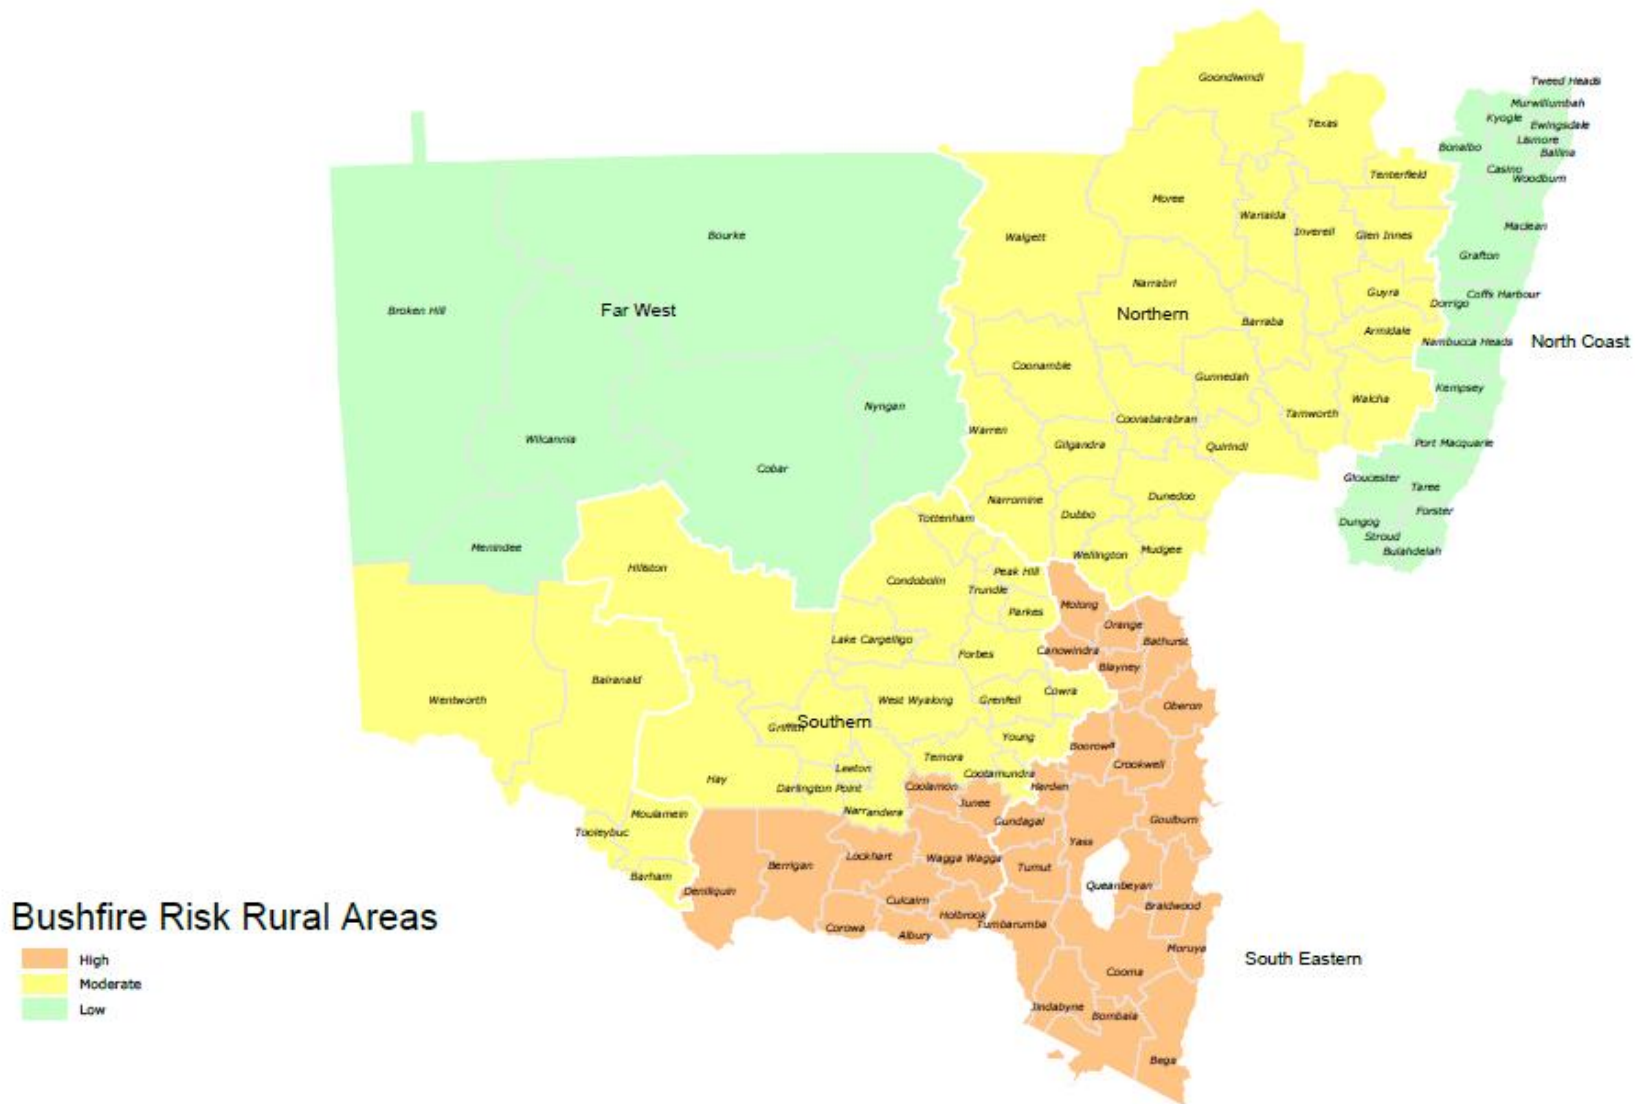 Goondiwindi
Tweed Heads
Murwillumbah
Kyogle
Ewingsdale
Texas
Lismore
Bonalbo
Ballina
Casino
Woodburn
Tenterfield
Moree
Warialda
Maclean
Inverell
Glen Innes
Bourke
Walgett
Grafton
Narrabri
Guyra
Coffs Harbour
Dorrigo
Broken Hill
Far West
Northern
Barraba
Armidale
Nambucca Heads
North Coast
Coonamble
Gunnedah
Kempsey
Walcha
Nyngan
Tamworth
Coonabarabran
Warren
Wilcannia
Gilgandra
Quirindi
Port Macquarie
Cobar
Gloucester
Taree
Narromine
Dunedoo
Forster
Tottenham
Dubbo
Dungog
Stroud
Menindee
Wellington
Mudgee
Bulahdelah
Hillston
Peak Hill
Condobolin
Trundle
Molong
Parkes
Orange
Lake Cargelligo
Bathurst
Forbes
Canowindra
Blayney
Balranald
Cowra
Wentworth
West Wyalong
Grenfell
Oberon
Southern
Griffith
Young
Boorowa
Temora
Crookwell
Leeton
Cootamundra
Hay
Darlington Point
Coolamon
Harden
Junee
Moulamein
Narrandera
Gundagai
Goulburn
Tooleybuc
Yass
Lockhart
Wagga Wagga
Berrigan
Tumut
Barham
Deniliquin
Queanbeyan
Culcairn
Braidwood
Holbrook
Bushfire Risk Rural Areas
Corowa
Tumbarumba
Albury
Moruya
High
South Eastern
Cooma
Moderate
Low
Jindabyne
Bombala
Bega